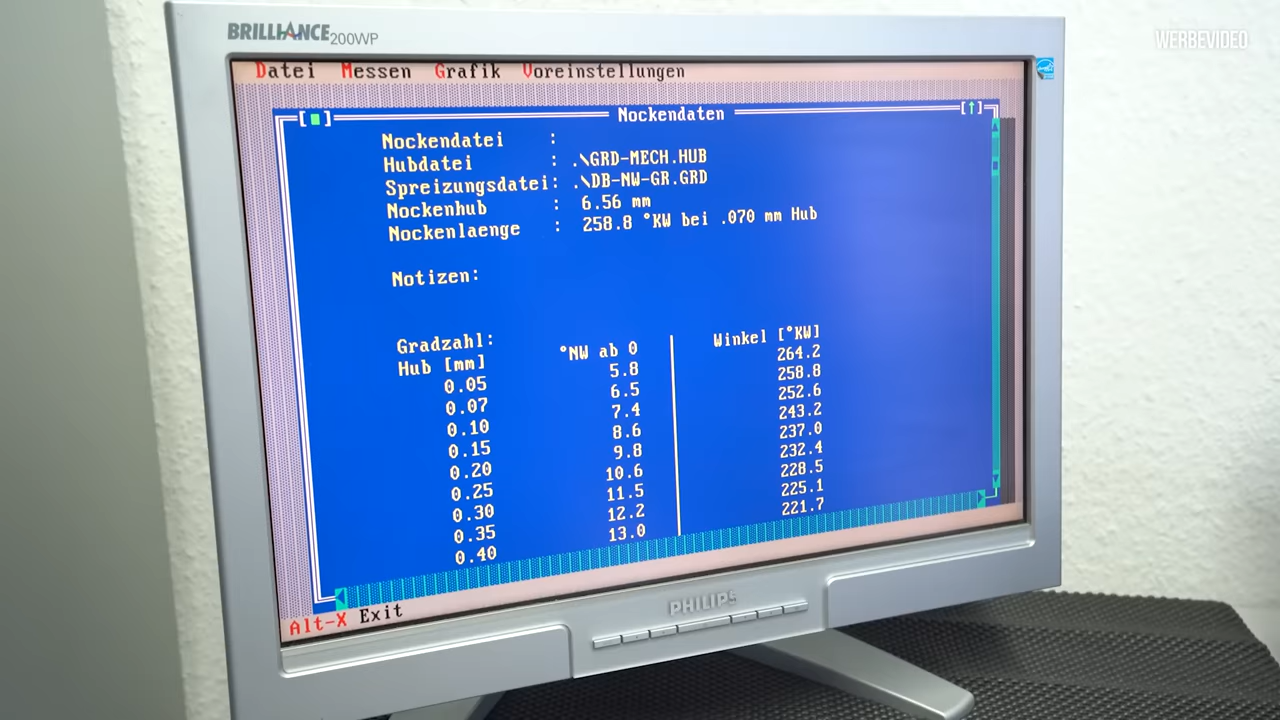 BRILLIANCE 200WP
WERBEVIDEO
Datei Messen Grafik Voreinstellungen
[■] Nockendaten [↑]
Nockendatei :
Hubdatei : .\GRD-MECH.HUB
Spreizungsdatei: .\DB-NW-GR.GRD
Nockenhub : 6.56 mm
Nockenlaenge : 258.8 °KW bei .070 mm Hub
Notizen:
Gradzahl:
Hub [mm] °NW ab 0 Winkel [°KW]
0.05 5.8 264.2
0.07 6.5 258.8
0.10 7.4 252.6
0.15 8.6 243.2
0.20 9.8 237.0
0.25 10.6 232.4
0.30 11.5 228.5
0.35 12.2 225.1
0.40 13.0 221.7
Alt-X Exit
PHILIPS